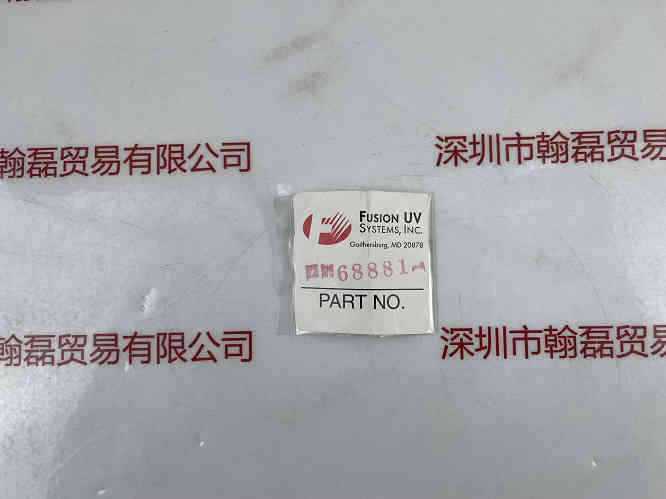 翰磊贸易有限公司
深圳市翰磊贸易
FUSION UV
SYSTEMS, INC.
Gaithersburg, MD 20878
68881
PART NO.
翰磊贸易有限公司
深圳市翰磊贸易